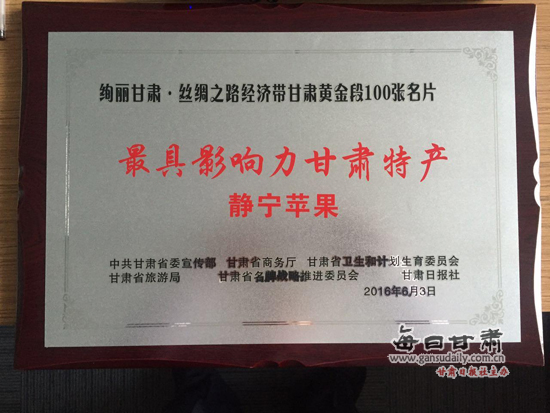 绚丽甘肃·丝绸之路经济带甘肃黄金段100张名片
最具影响力甘肃特产
静宁苹果
中共甘肃省委宣传部 甘肃省商务厅 甘肃省卫生和计划生育委员会
甘肃省旅游局 甘肃省名牌战略推进委员会 甘肃日报社
2016年6月3日
每日甘肃
www.gansudaily.com.cn
甘肃日报社主办